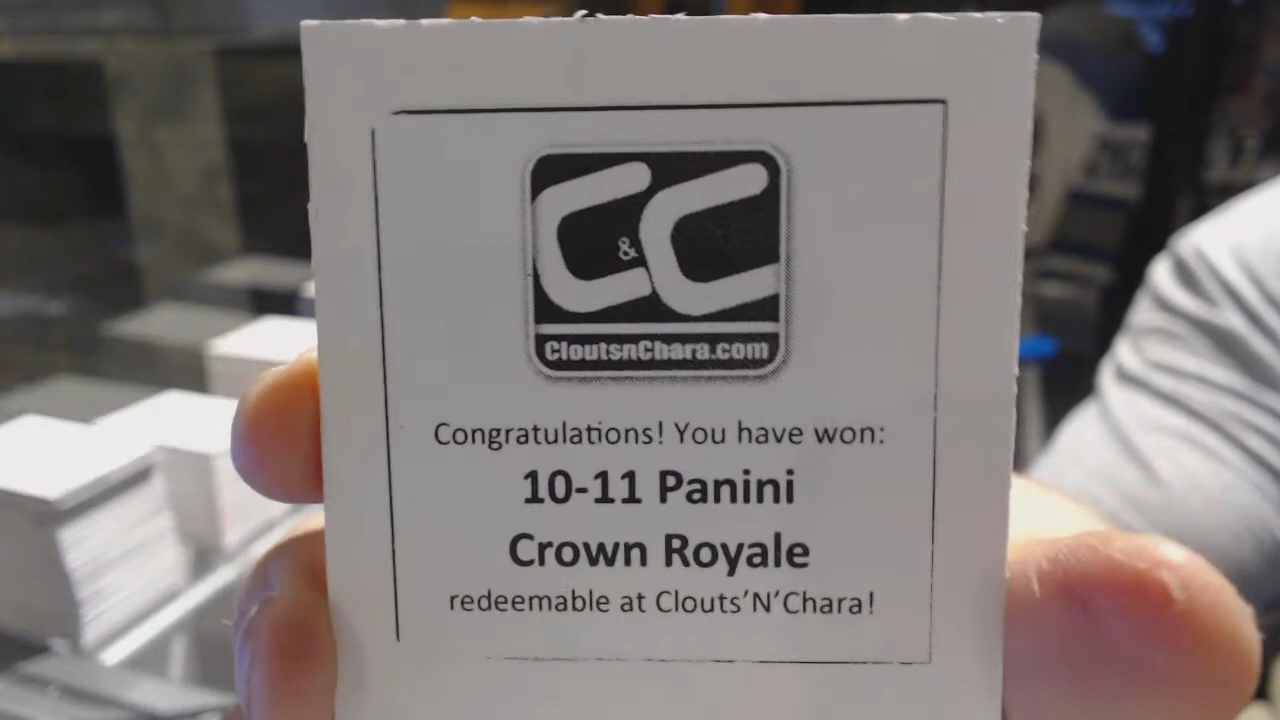 C&C
CloutsnChara.com
Congratulations! You have won:
10-11 Panini
Crown Royale
redeemable at Clouts'N'Chara!